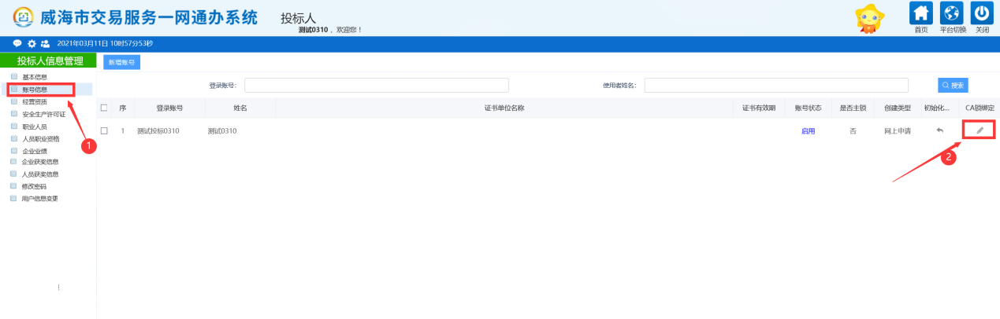 威海市交易服务一网通办系统
投标人
测试0310，欢迎您！
首页 平台切换 关闭
2021年03月11日 10时57分53秒
投标人信息管理
新增账号
基本信息
账号信息
经营资质
安全生产许可证
职业人员
人员职业资格
企业业绩
企业获奖信息
人员获奖信息
修改密码
用户信息变更
登录账号： 使用者姓名： 搜索
序 登录账号 姓名 证书单位名称 证书有效期 账号状态 是否主锁 创建类型 初始化... CA锁绑定
1 测试投标0310 测试0310 启用 否 网上申请
1
2